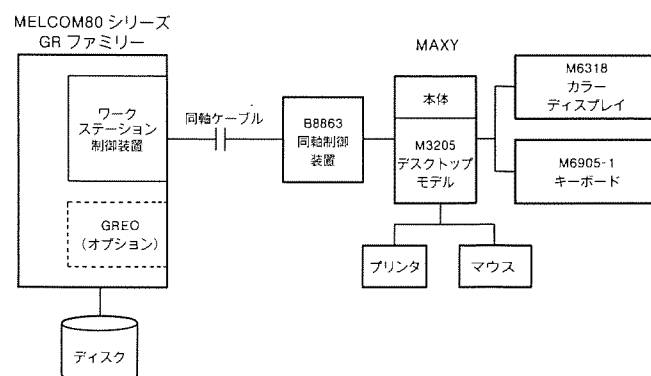 MELCOM80 シリーズ
GR ファミリー
ワーク
ステーション
制御装置
GREO
(オプション)
ディスク
同軸ケーブル
B8863
同軸制御
装置
MAXY
本体
M3205
デスクトップ
モデル
プリンタ
マウス
M6318
カラー
ディスプレイ
M6905-1
キーボード